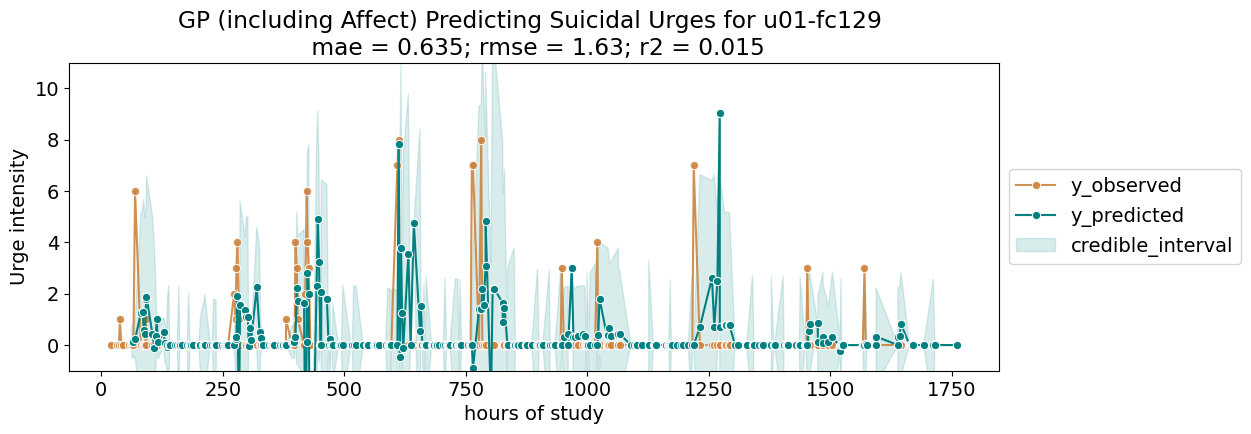 GP (including Affect) Predicting Suicidal Urges for u01-fc129
mae = 0.635; rmse = 1.63; r2 = 0.015
10
8
6
4
2
0
Urge intensity
0 250 500 750 1000 1250 1500 1750
hours of study
y_observed
y_predicted
credible_interval